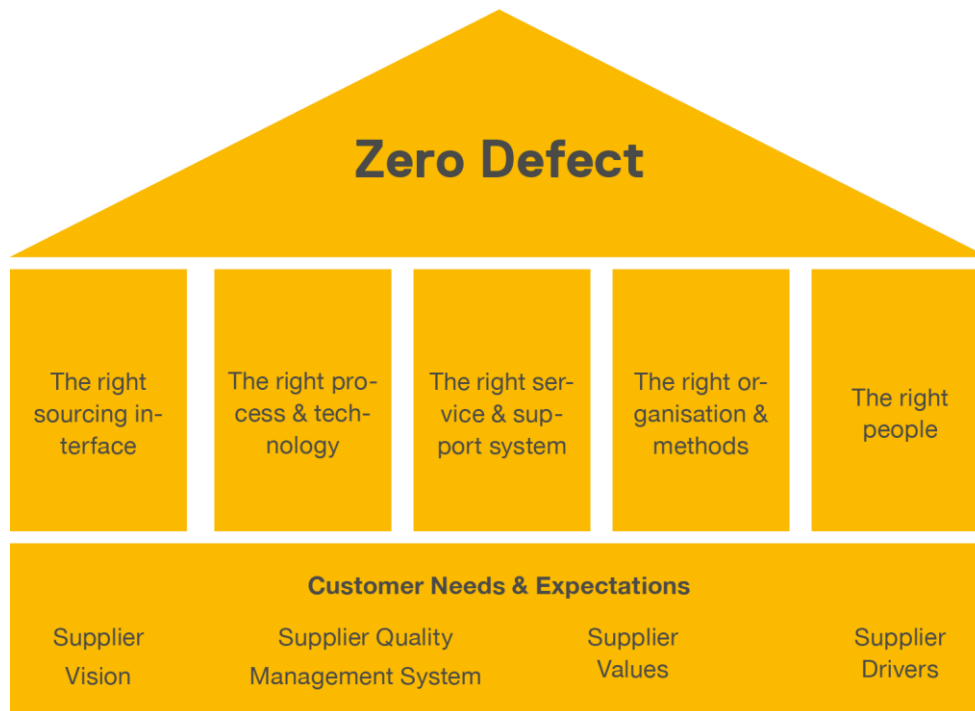 Zero Defect
The right
sourcing in-
terface
The right pro-
cess & tech-
nology
The right ser-
vice & sup-
port system
The right or-
ganisation &
methods
The right
people
Customer Needs & Expectations
Supplier
Vision
Supplier Quality
Management System
Supplier
Values
Supplier
Drivers